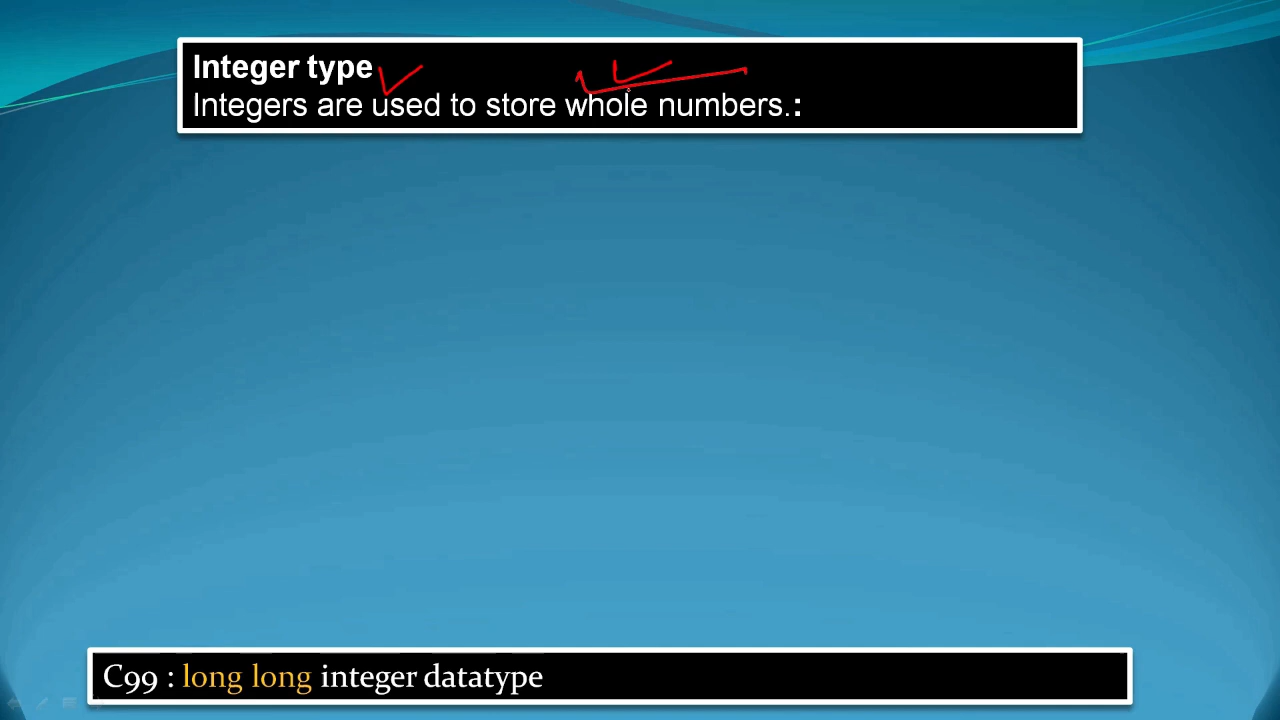 Integer type
Integers are used to store whole numbers.:
C99 : long long integer datatype